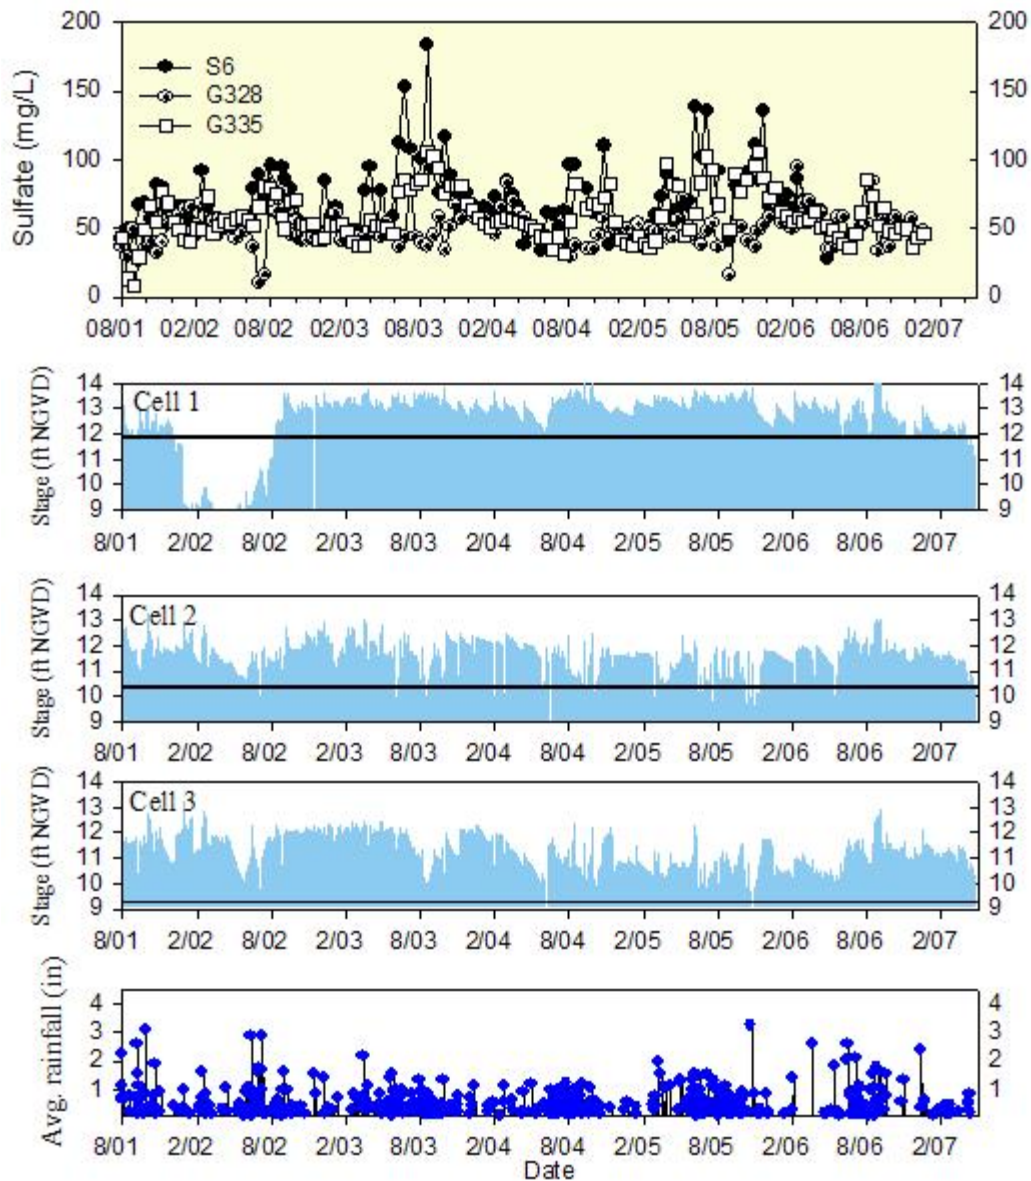 200 200
150 150
100 100
50 50
0 0
Sulfate (mg/L)
S6
G328
G335
08/01 02/02 08/02 02/03 08/03 02/04 08/04 02/05 08/05 02/06 08/06 02/07
Cell 1
Stage (ft NGVD)
14 14
13 13
12 12
11 11
10 10
9 9
8/01 2/02 8/02 2/03 8/03 2/04 8/04 2/05 8/05 2/06 8/06 2/07
Cell 2
Stage (ft NGVD)
14 14
13 13
12 12
11 11
10 10
9 9
8/01 2/02 8/02 2/03 8/03 2/04 8/04 2/05 8/05 2/06 8/06 2/07
Cell 3
Stage (ft NGVD)
14 14
13 13
12 12
11 11
10 10
9 9
8/01 2/02 8/02 2/03 8/03 2/04 8/04 2/05 8/05 2/06 8/06 2/07
Avg. rainfall (in)
4 4
3 3
2 2
1 1
8/01 2/02 8/02 2/03 8/03 2/04 8/04 2/05 8/05 2/06 8/06 2/07
Date